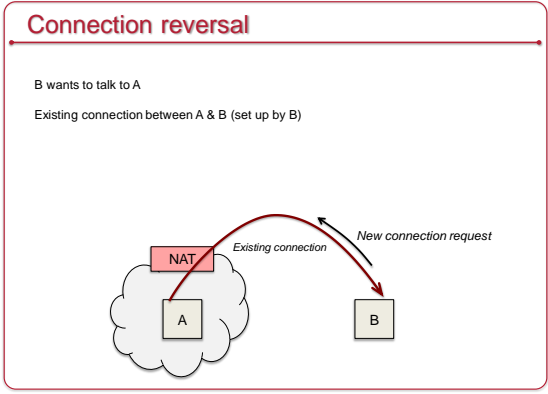 Connection reversal
B wants to talk to A
Existing connection between A & B (set up by B)
New connection request
Existing connection
NAT
A
B